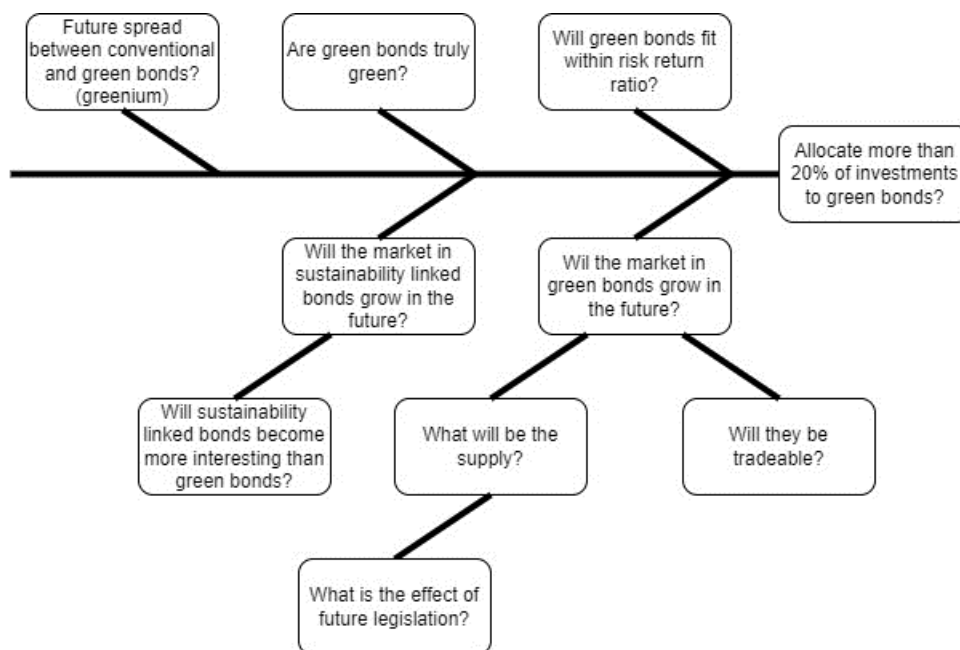 Future spread
between conventional
and green bonds?
(greenium)
Are green bonds truly
green?
Will green bonds fit
within risk return
ratio?
Allocate more than
20% of investments
to green bonds?
Will the market in
sustainability linked
bonds grow in the
future?
Wil the market in
green bonds grow in
the future?
Will sustainability
linked bonds become
more interesting than
green bonds?
What will be the
supply?
Will they be
tradeable?
What is the effect of
future legislation?